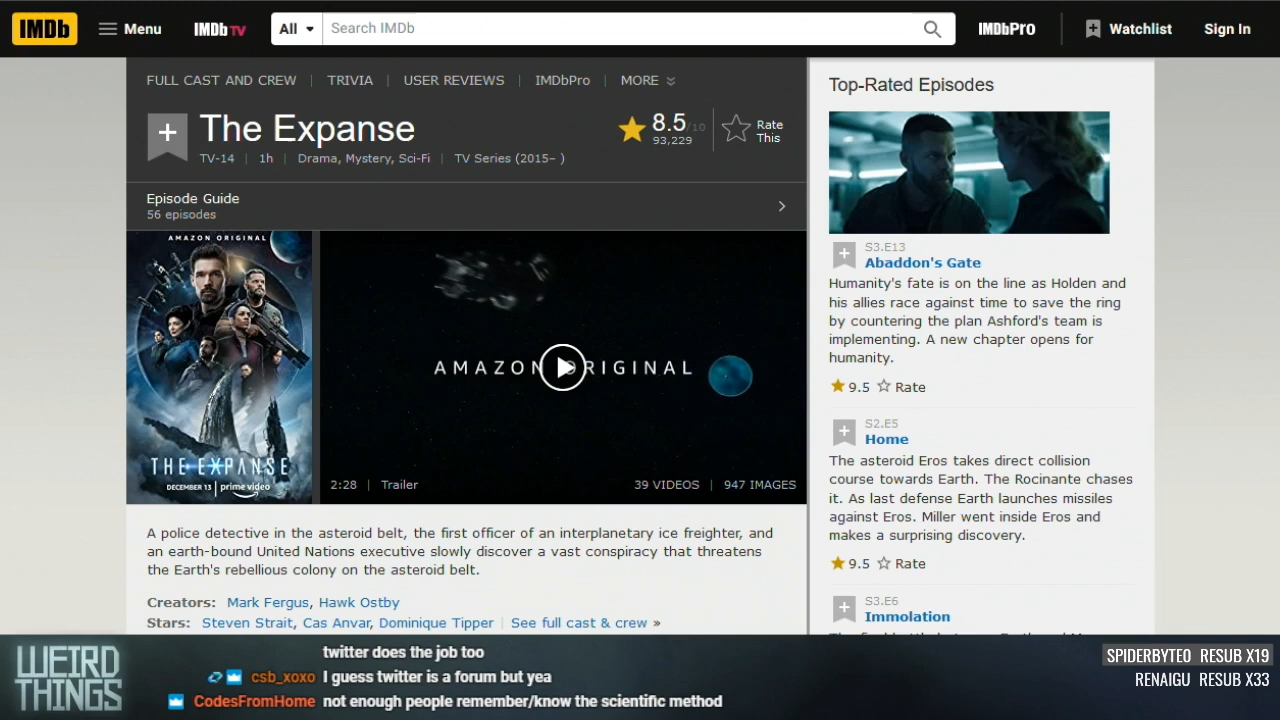 IMDb Menu IMDb TV All Search IMDb IMDbPro Watchlist Sign In
FULL CAST AND CREW | TRIVIA | USER REVIEWS | IMDbPro | MORE
The Expanse
8.5/10
93,229
Rate
This
TV-14 | 1h | Drama, Mystery, Sci-Fi | TV Series (2015– )
Episode Guide
56 episodes
AMAZON ORIGINAL
THE EXPANSE
DECEMBER 13 | prime video
AMAZON ORIGINAL
2:28 | Trailer
39 VIDEOS | 947 IMAGES
A police detective in the asteroid belt, the first officer of an interplanetary ice freighter, and
an earth-bound United Nations executive slowly discover a vast conspiracy that threatens
the Earth's rebellious colony on the asteroid belt.
Creators: Mark Fergus, Hawk Ostby
Stars: Steven Strait, Cas Anvar, Dominique Tipper | See full cast & crew »
Top-Rated Episodes
S3.E13
Abaddon's Gate
Humanity's fate is on the line as Holden and
his allies race against time to save the ring
by countering the plan Ashford's team is
implementing. A new chapter opens for
humanity.
9.5 Rate
S2.E5
Home
The asteroid Eros takes direct collision
course towards Earth. The Rocinante chases
it. As last defense Earth launches missiles
against Eros. Miller went inside Eros and
makes a surprising discovery.
9.5 Rate
S3.E6
Immolation
WEIRD
THINGS
twitter does the job too
csb_xoxo I guess twitter is a forum but yea
CodesFromHome not enough people remember/know the scientific method
SPIDERBYTE0 RESUB X19
RENAIGU RESUB X33